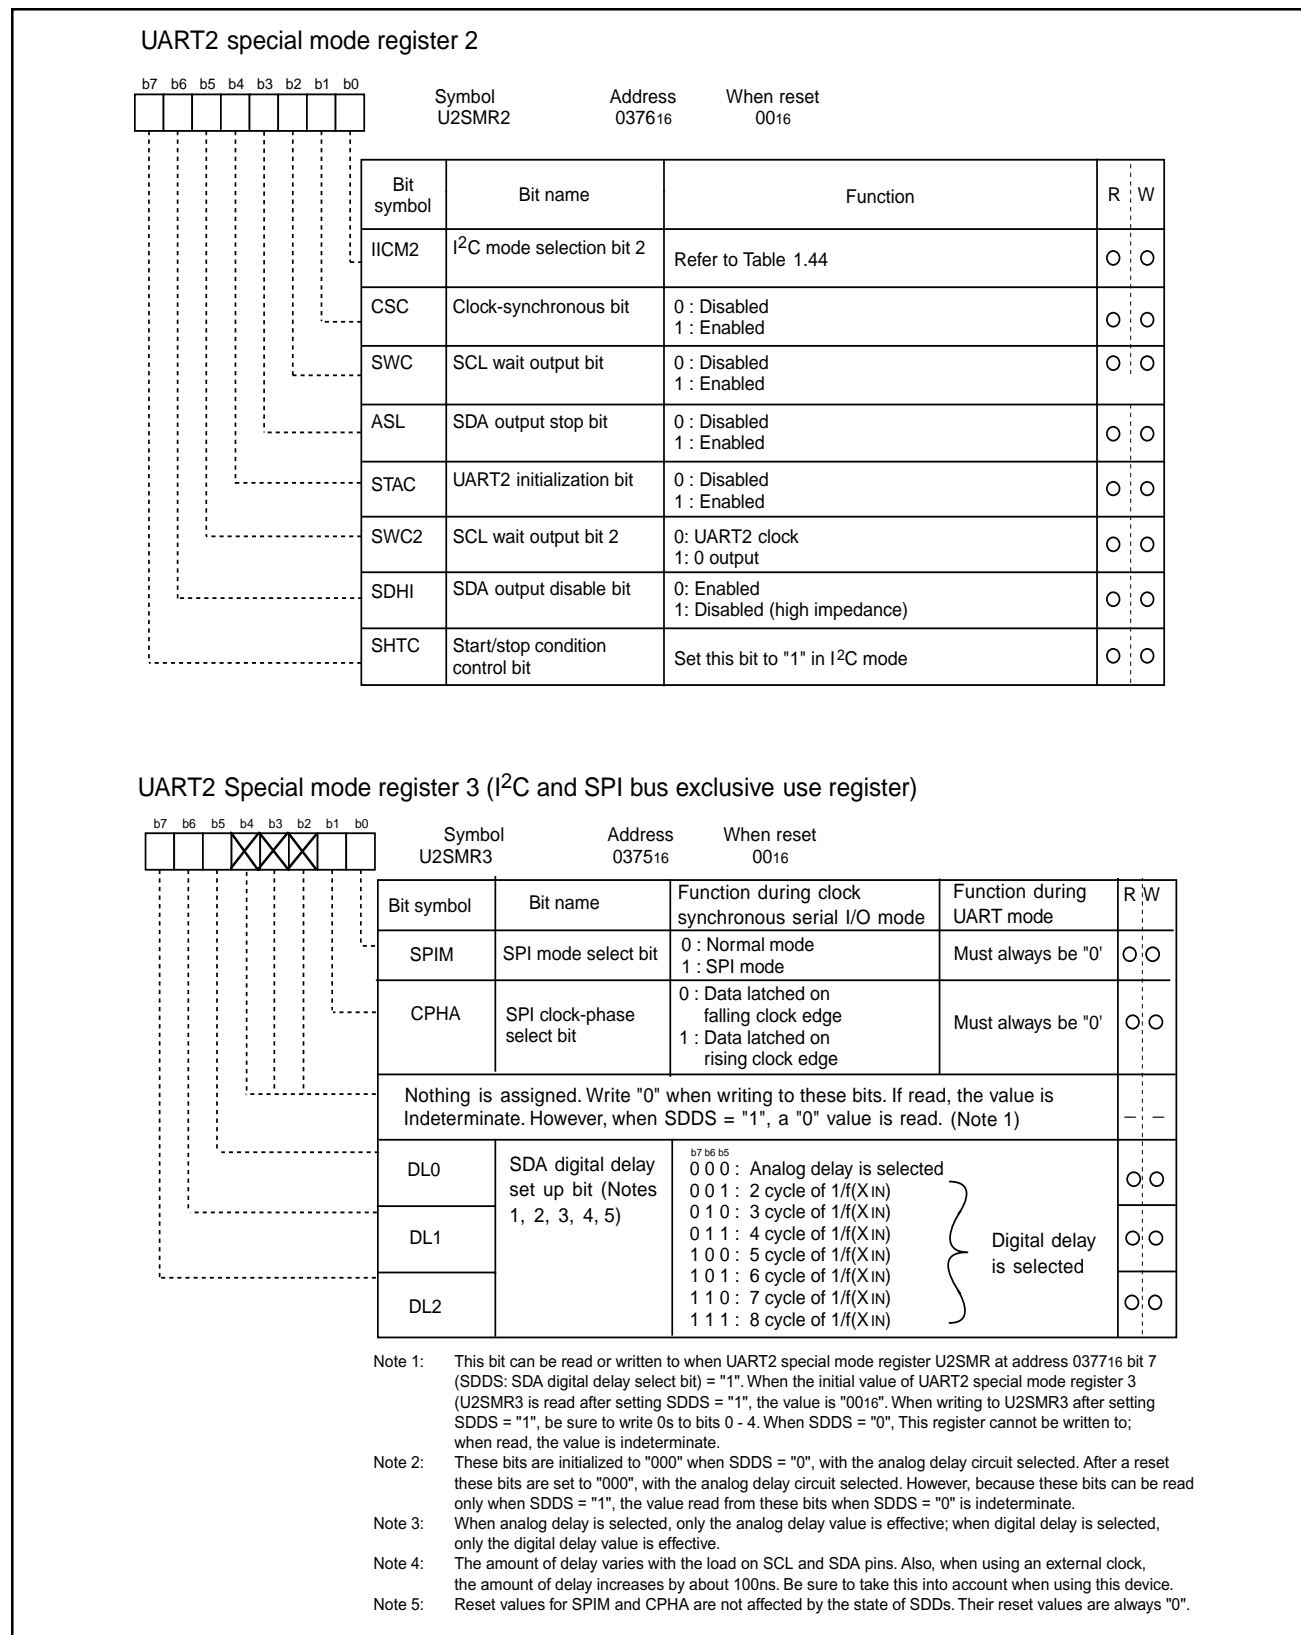 UART2 special mode register 2
b7 b6 b5 b4 b3 b2 b1 b0
Symbol Address When reset
U2SMR2 037616 0016
Bit symbol Bit name Function R W
IICM2 I2C mode selection bit 2 Refer to Table 1.44 O O
CSC Clock-synchronous bit 0 : Disabled
1 : Enabled O O
SWC SCL wait output bit 0 : Disabled O O
1 : Enabled
ASL SDA output stop bit 0 : Disabled
1 : Enabled O O
STAC UART2 initialization bit 0 : Disabled
1 : Enabled O O
SWC2 SCL wait output bit 2 0: UART2 clock
1: 0 output O O
SDHI SDA output disable bit 0: Enabled
1: Disabled (high impedance) O O
SHTC Start/stop condition
control bit Set this bit to "1" in I2C mode O O
UART2 Special mode register 3 (I2C and SPI bus exclusive use register)
b7 b6 b5 b4 b3 b2 b1 b0
Symbol Address When reset
U2SMR3 037516 0016
Bit symbol Bit name Function during clock Function during R W
synchronous serial I/O mode UART mode
SPIM SPI mode select bit 0 : Normal mode Must always be "0' O O
1 : SPI mode
CPHA SPI clock-phase 0 : Data latched on
select bit falling clock edge Must always be "0' O O
1 : Data latched on
rising clock edge
Nothing is assigned. Write "0" when writing to these bits. If read, the value is
Indeterminate. However, when SDDS = "1", a "0" value is read. (Note 1) – –
DL0 SDA digital delay b7 b6 b5
set up bit (Notes 0 0 0 : Analog delay is selected O O
1, 2, 3, 4, 5) 0 0 1 : 2 cycle of 1/f(XIN)
0 1 0 : 3 cycle of 1/f(XIN)
DL1 0 1 1 : 4 cycle of 1/f(XIN) Digital delay O O
1 0 0 : 5 cycle of 1/f(XIN) is selected
1 0 1 : 6 cycle of 1/f(XIN)
DL2 1 1 0 : 7 cycle of 1/f(XIN) O O
1 1 1 : 8 cycle of 1/f(XIN)
Note 1: This bit can be read or written to when UART2 special mode register U2SMR at address 037716 bit 7
(SDDS: SDA digital delay select bit) = "1". When the initial value of UART2 special mode register 3
(U2SMR3 is read after setting SDDS = "1", the value is "0016". When writing to U2SMR3 after setting
SDDS = "1", be sure to write 0s to bits 0 - 4. When SDDS = "0", This register cannot be written to;
when read, the value is indeterminate.
Note 2: These bits are initialized to "000" when SDDS = "0", with the analog delay circuit selected. After a reset
these bits are set to "000", with the analog delay circuit selected. However, because these bits can be read
only when SDDS = "1", the value read from these bits when SDDS = "0" is indeterminate.
Note 3: When analog delay is selected, only the analog delay value is effective; when digital delay is selected,
only the digital delay value is effective.
Note 4: The amount of delay varies with the load on SCL and SDA pins. Also, when using an external clock,
the amount of delay increases by about 100ns. Be sure to take this into account when using this device.
Note 5: Reset values for SPIM and CPHA are not affected by the state of SDDs. Their reset values are always "0".